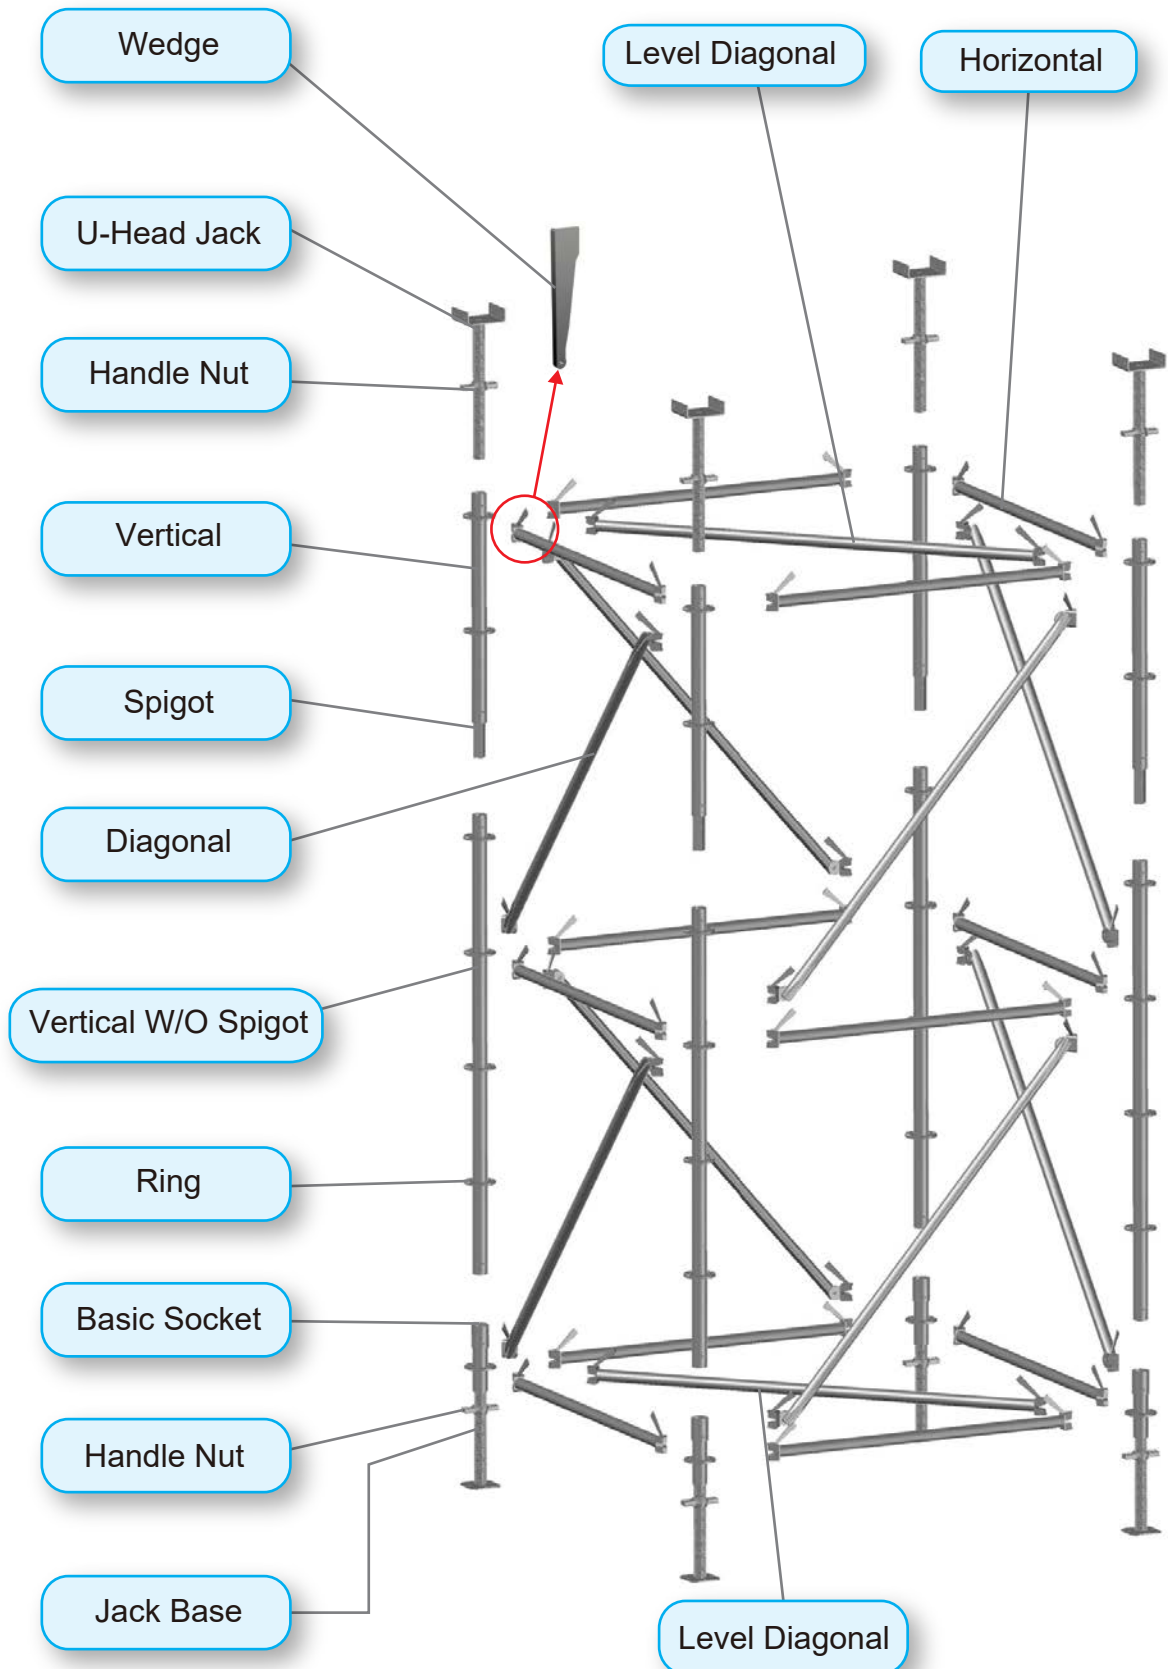 Wedge
Level Diagonal
Horizontal
U-Head Jack
Handle Nut
Vertical
Spigot
Diagonal
Vertical W/O Spigot
Ring
Basic Socket
Handle Nut
Jack Base
Level Diagonal